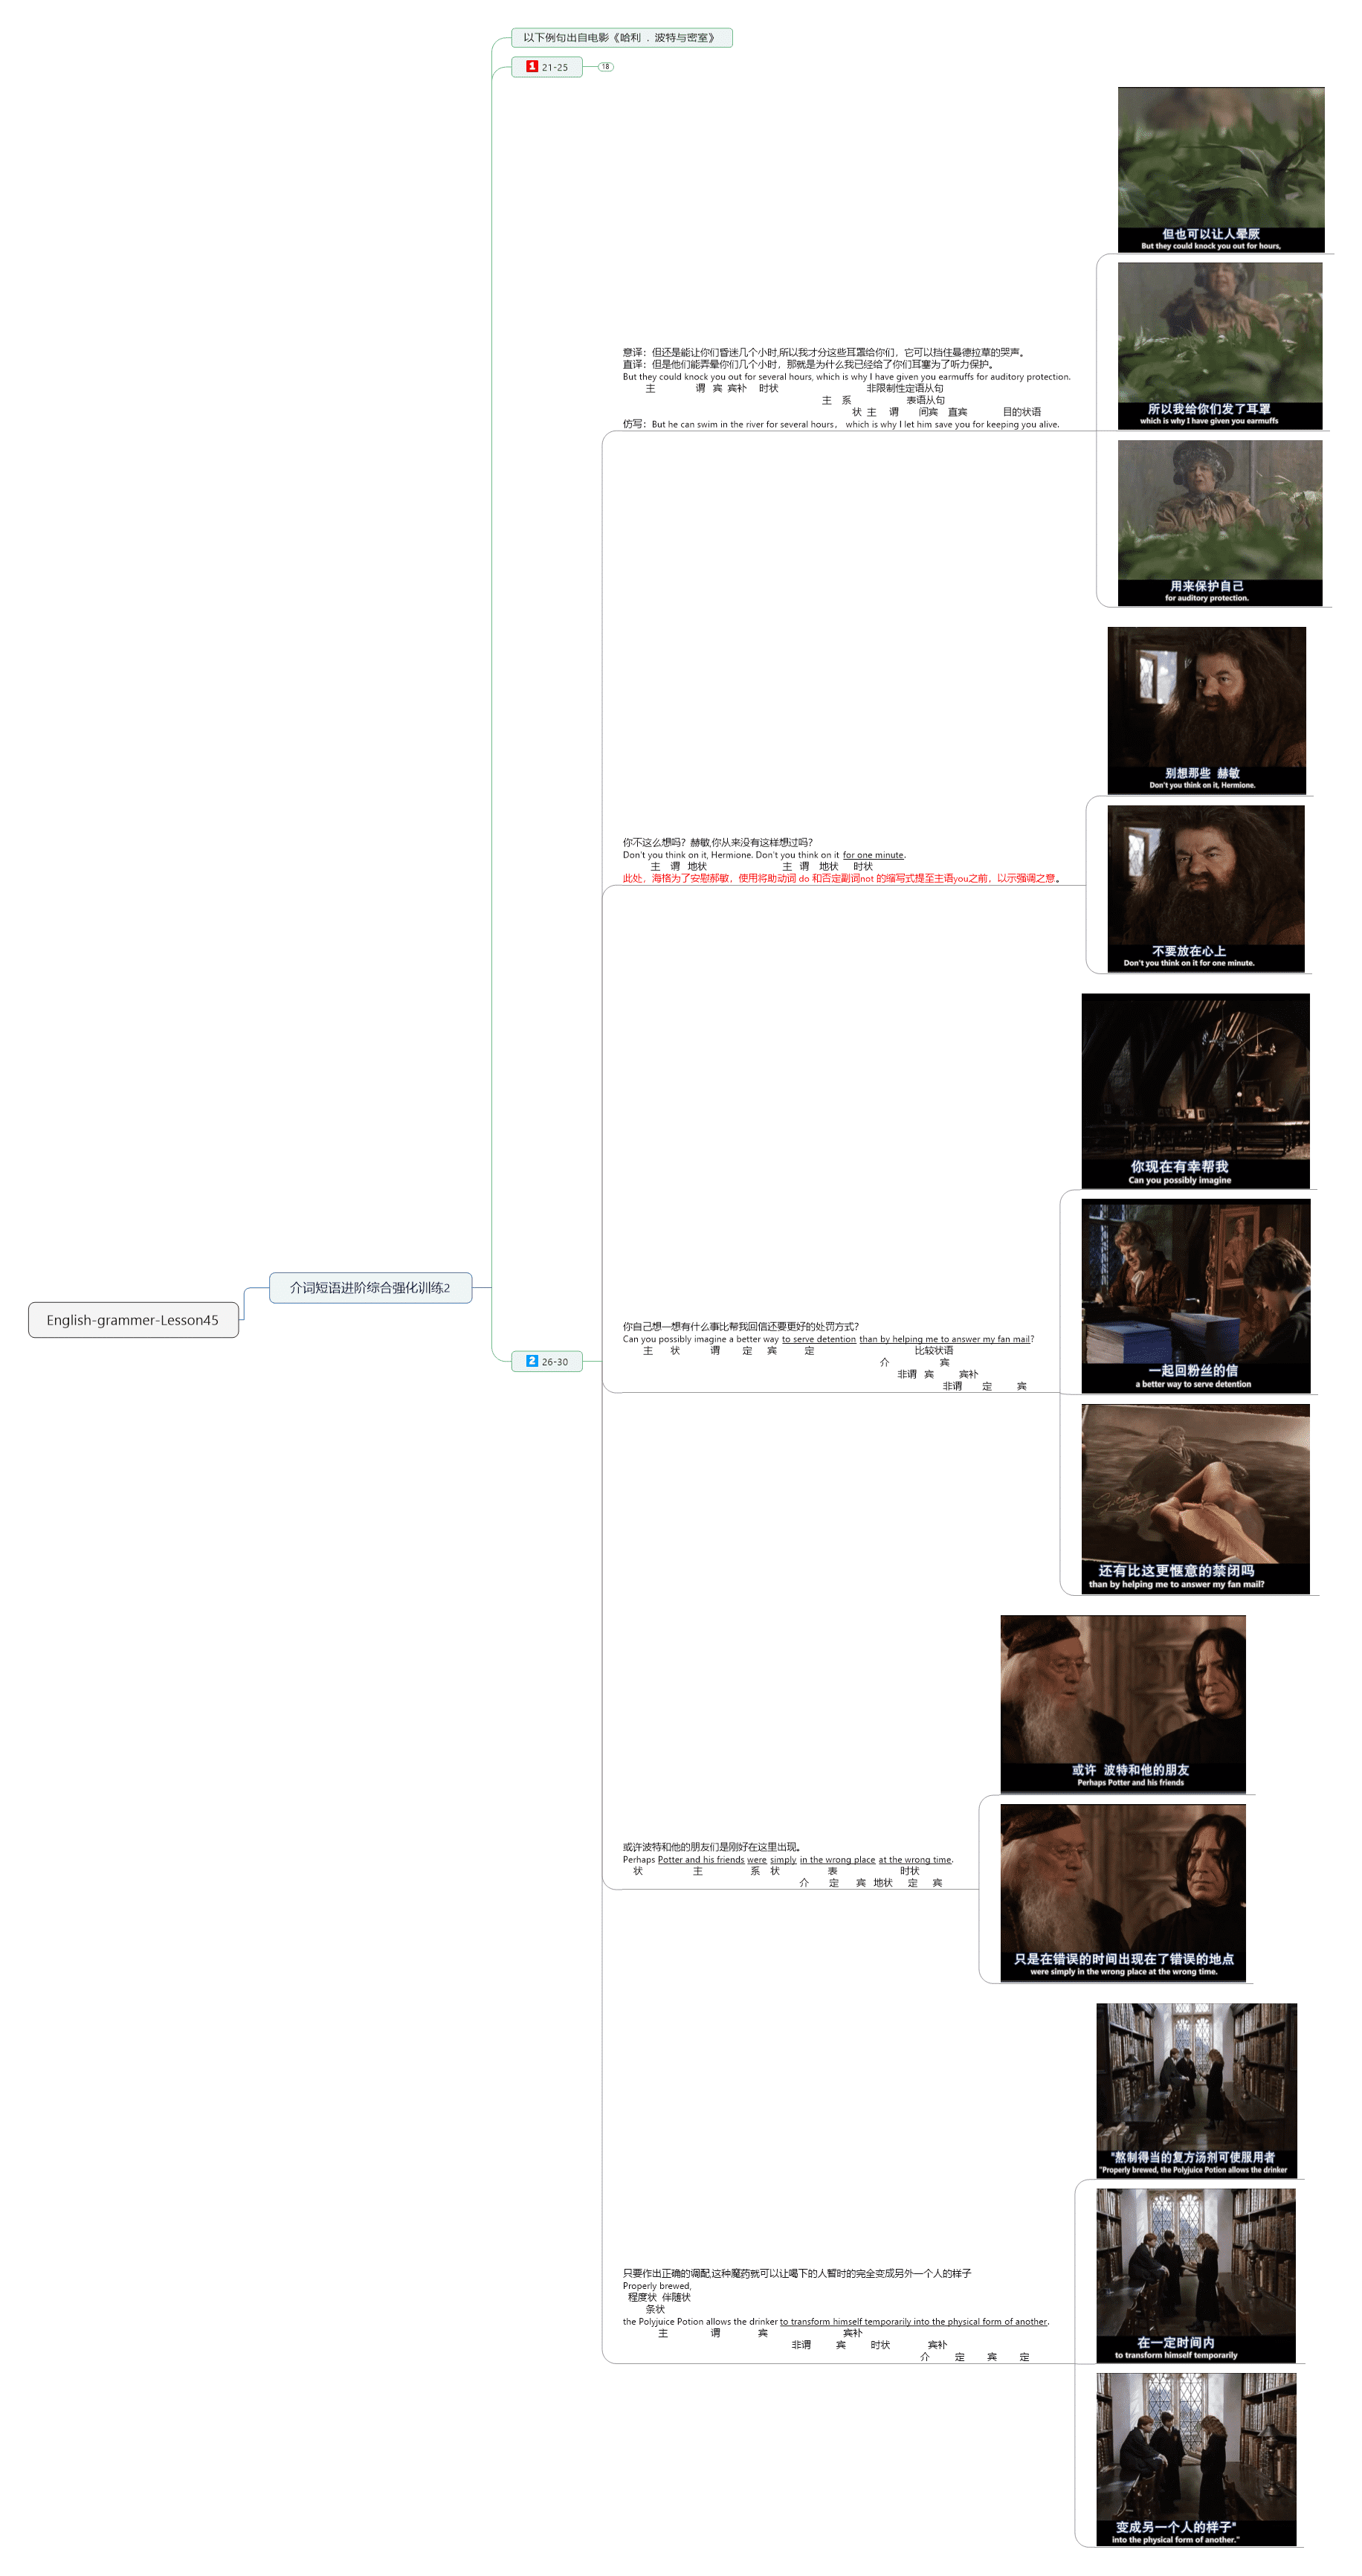 English-grammer-Lesson45
介词短语进阶综合强化训练2
以下例句出自电影《哈利 . 波特与密室》
1 21-25
18
2 26-30
意译：但还是能让你们昏迷几个小时,所以我才分这些耳罩给你们，它可以挡住曼德拉草的哭声。
直译：但是他们能弄晕你们几个小时，那就是为什么我已经给了你们耳塞为了听力保护。
But they could knock you out for several hours, which is why I have given you earmuffs for auditory protection.
主 谓 宾 宾补 时状 非限制性定语从句
主 系 表语从句
状 主 谓 间宾 直宾 目的状语
仿写：But he can swim in the river for several hours， which is why I let him save you for keeping you alive.
但也可以让人晕厥
But they could knock you out for hours,
所以我给你们发了耳罩
which is why I have given you earmuffs
用来保护自己
for auditory protection.
你不这么想吗？赫敏,你从来没有这样想过吗?
Don't you think on it, Hermione. Don't you think on it for one minute.
主 谓 地状 主 谓 地状 时状
此处，海格为了安慰郝敏，使用将助动词 do 和否定副词not 的缩写式提至主语you之前，以示强调之意。
别想那些 赫敏
Don't you think on it, Hermione.
不要放在心上
Don't you think on it for one minute.
你自己想一想有什么事比帮我回信还要更好的处罚方式?
Can you possibly imagine a better way to serve detention than by helping me to answer my fan mail?
主 状 谓 定 宾 定 比较状语
介 宾
非谓 宾 宾补
非谓 定 宾
你现在有幸帮我
Can you possibly imagine
一起回粉丝的信
a better way to serve detention
还有比这更惬意的禁闭吗
than by helping me to answer my fan mail?
或许波特和他的朋友们是刚好在这里出现。
Perhaps Potter and his friends were simply in the wrong place at the wrong time.
状 主 系 状 表 时状
介 定 宾 地状 定 宾
或许 波特和他的朋友
Perhaps Potter and his friends
只是在错误的时间出现在了错误的地点
were simply in the wrong place at the wrong time.
只要作出正确的调配,这种魔药就可以让喝下的人暂时的完全变成另外一个人的样子
Properly brewed,
程度状 伴随状
条状
the Polyjuice Potion allows the drinker to transform himself temporarily into the physical form of another.
主 谓 宾 宾补
非谓 宾 时状 宾补
介 定 宾 定
"熬制得当的复方汤剂可使服用者
"Properly brewed, the Polyjuice Potion allows the drinker
在一定时间内
to transform himself temporarily
变成另一个人的样子"
into the physical form of another."